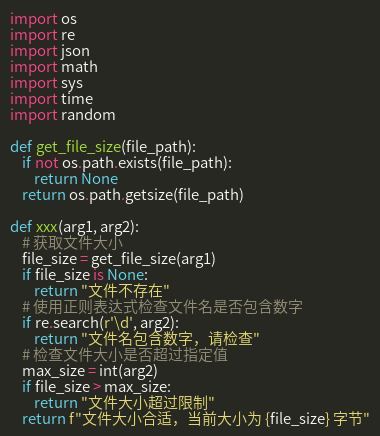 import os
import re
import json
import math
import sys
import time
import random

def get_file_size(file_path):
    if not os.path.exists(file_path):
        return None
    return os.path.getsize(file_path)

def xxx(arg1, arg2):
    # 获取文件大小
    file_size = get_file_size(arg1)
    if file_size is None:
        return "文件不存在"
    # 使用正则表达式检查文件名是否包含数字
    if re.search(r'\d', arg2):
        return "文件名包含数字，请检查"
    # 检查文件大小是否超过指定值
    max_size = int(arg2)
    if file_size > max_size:
        return "文件大小超过限制"
    return f"文件大小合适，当前大小为 {file_size} 字节"